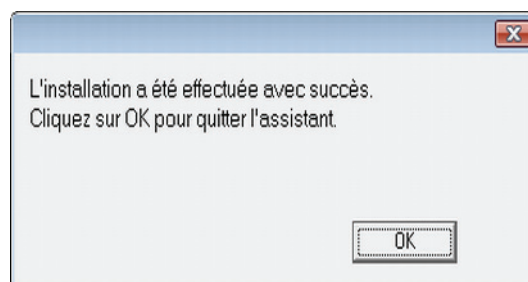 L'installation a été effectuée avec succès.
Cliquez sur OK pour quitter l'assistant.
OK